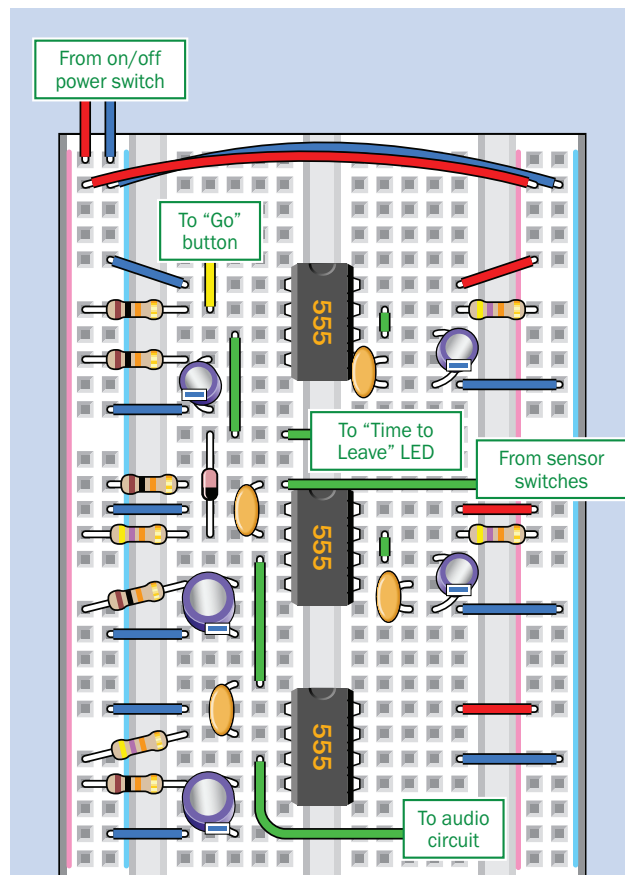 From on/off
power switch
To “Go”
button
555
To “Time to
Leave” LED
From sensor
switches
555
555
To audio
circuit